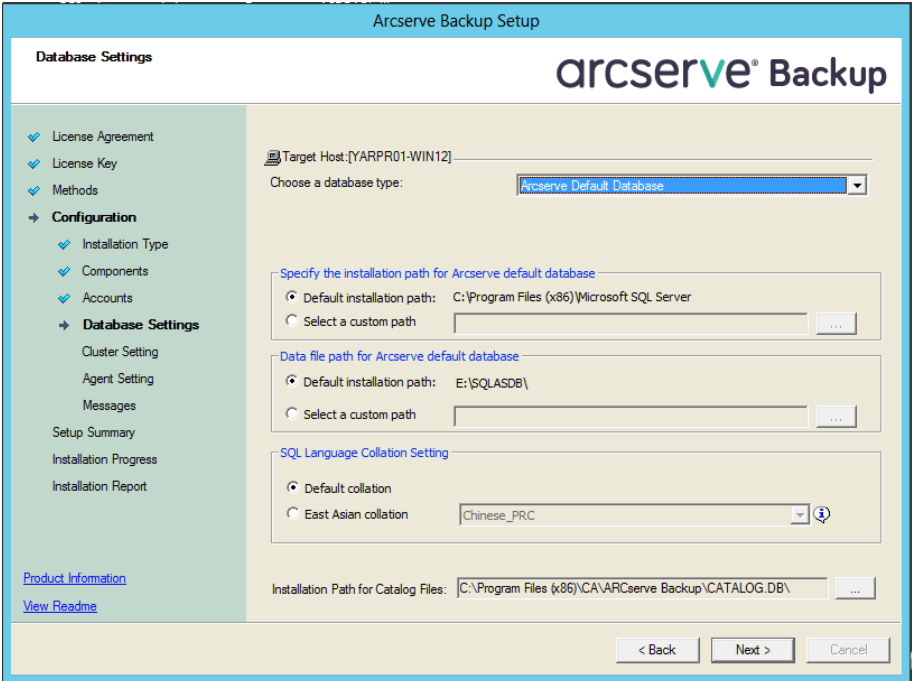 Arcserve Backup Setup
Database Settings
arcserve® Backup
License Agreement
License Key
Methods
Configuration
Installation Type
Components
Accounts
Database Settings
Cluster Setting
Agent Setting
Messages
Setup Summary
Installation Progress
Installation Report
Product Information
View Readme
Target Host:[YARPR01-WIN12]
Choose a database type: Arcserve Default Database
Specify the installation path for Arcserve default database
Default installation path: C:\Program Files (x86)\Microsoft SQL Server
Select a custom path ...
Data file path for Arcserve default database
Default installation path: E:\SQLASDB\
Select a custom path ...
SQL Language Collation Setting
Default collation
East Asian collation Chinese_PRC
Installation Path for Catalog Files: C:\Program Files (x86)\CA\ARCserve Backup\CATALOG.DB\ ...
< Back Next > Cancel